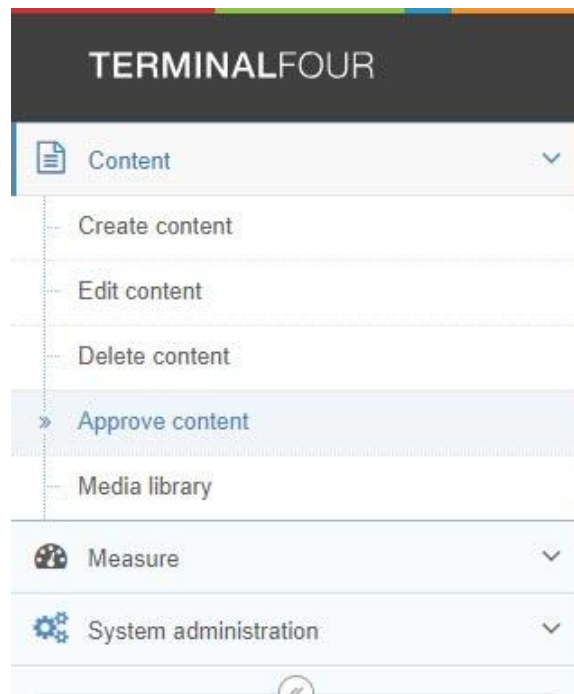 TERMINALFOUR
Content
Create content
Edit content
Delete content
Approve content
Media library
Measure
System administration